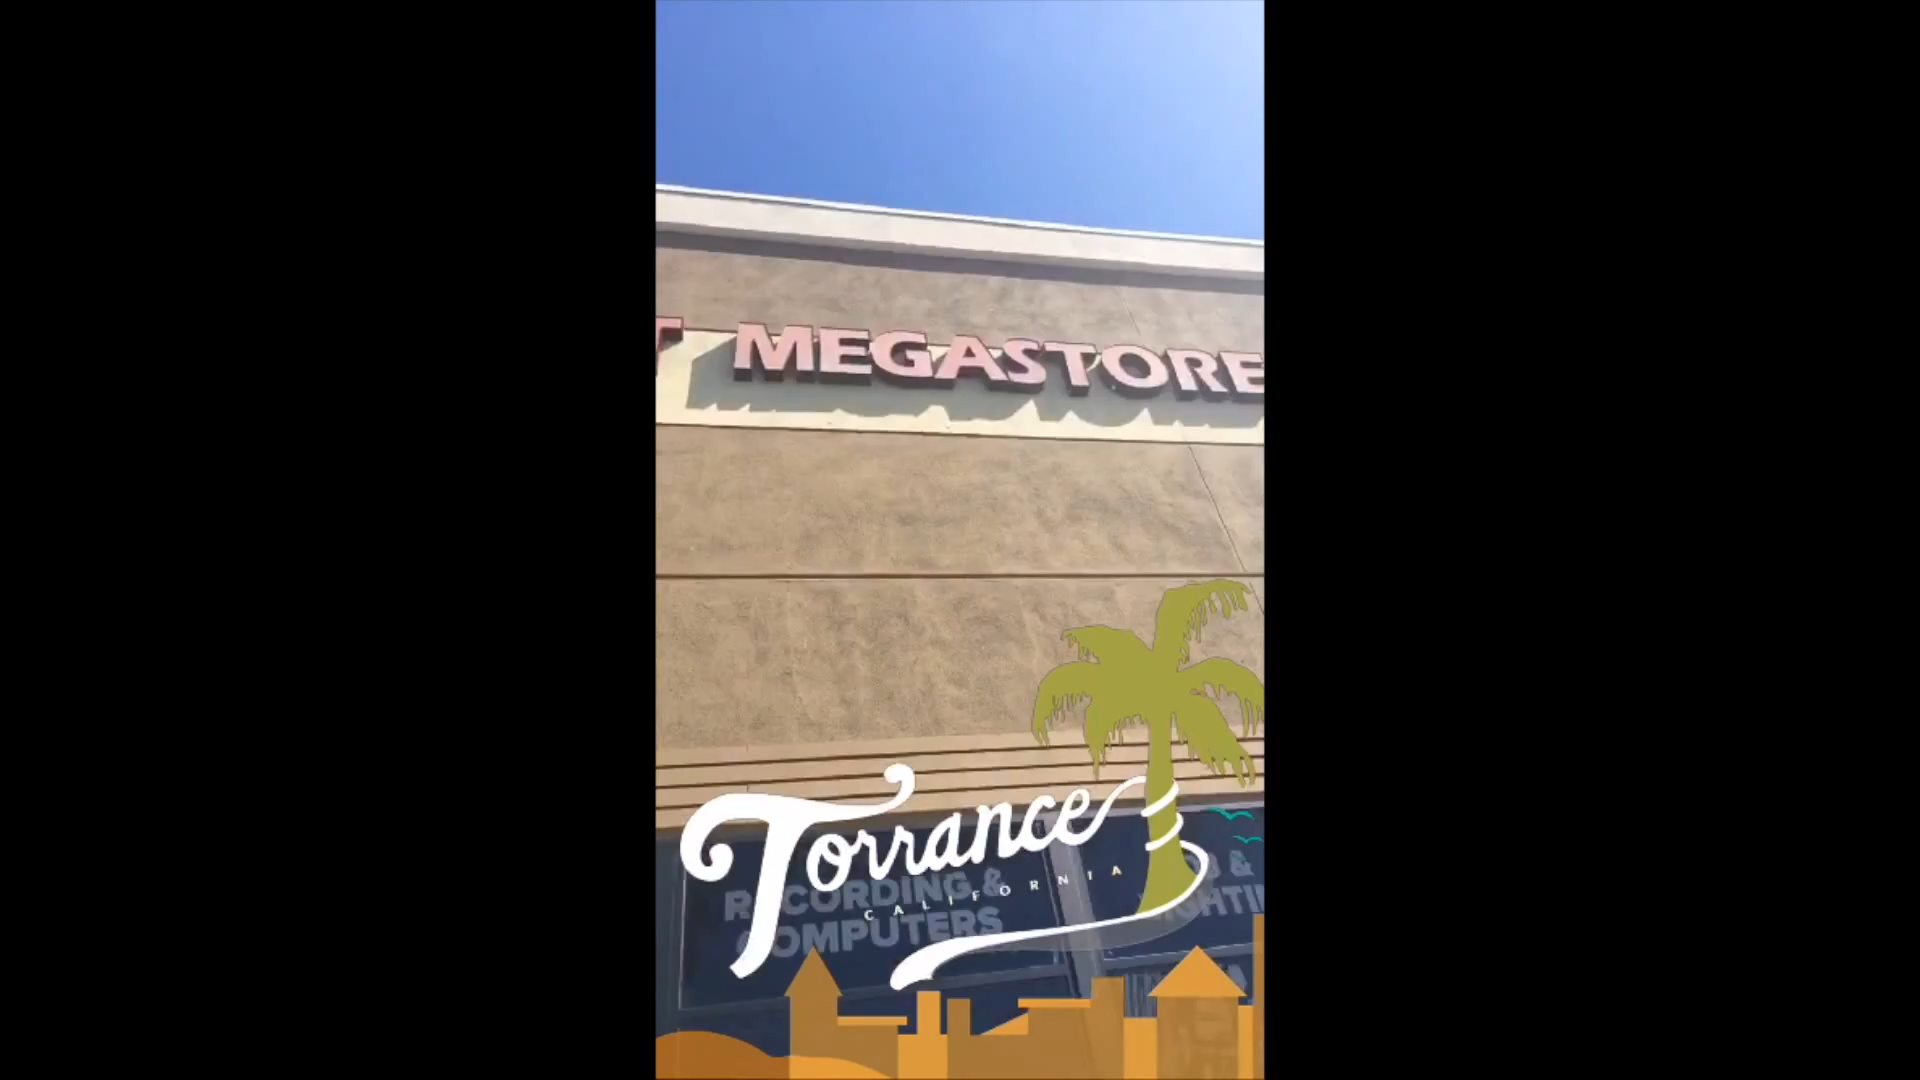 T MEGASTORE
Torrance
CALIFORNIA
RECORDING &
COMPUTERS
&